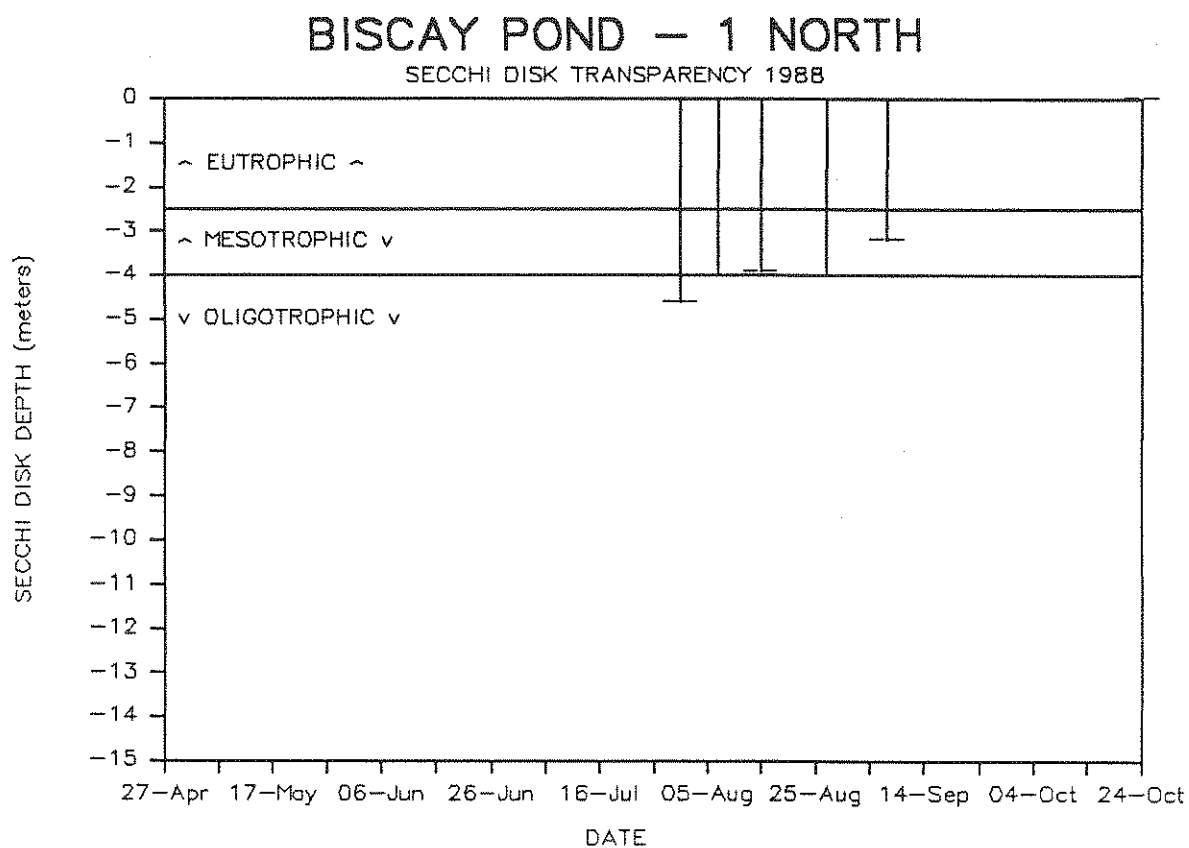 BISCAY POND - 1 NORTH
SECCHI DISK TRANSPARENCY 1988
0
-1
^ EUTROPHIC ^
-2
-3
^ MESOTROPHIC v
-4
-5
v OLIGOTROPHIC v
-6
-7
-8
-9
-10
-11
-12
-13
-14
-15
SECCHI DISK DEPTH (meters)
27-Apr 17-May 06-Jun 26-Jun 16-Jul 05-Aug 25-Aug 14-Sep 04-Oct 24-Oct
DATE